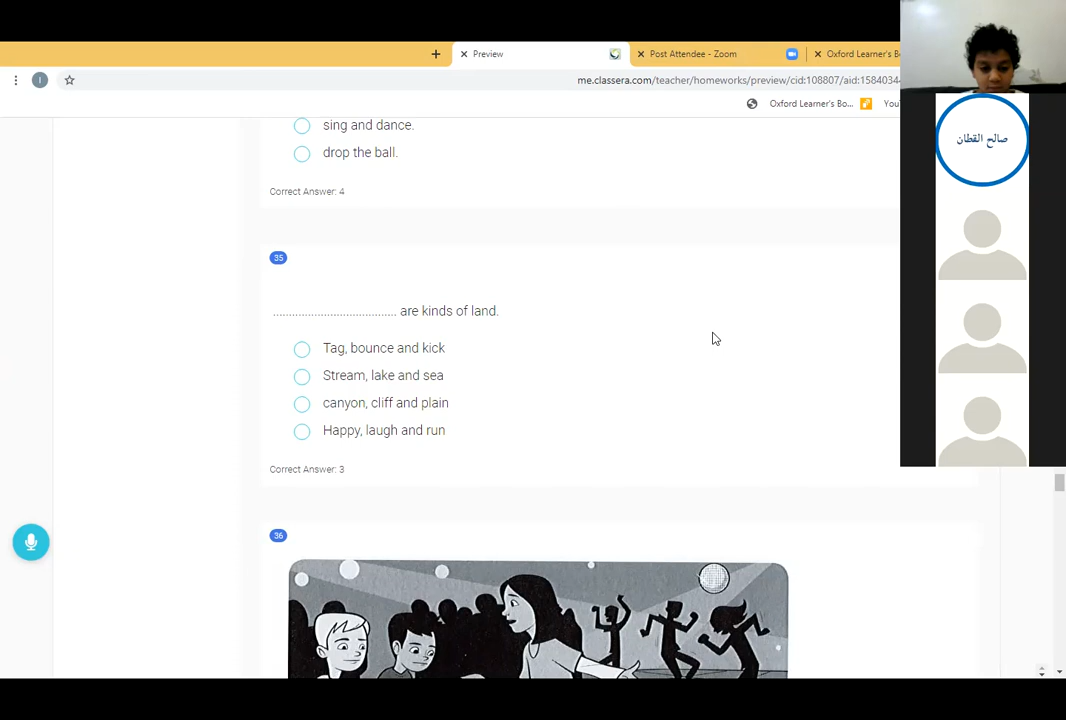 Preview
Post Attendee - Zoom
Oxford Learner's Bo
me.classera.com/teacher/homeworks/preview/cid:108807/aid:1584034
Oxford Learner's Bo...
You
صالح القطان
sing and dance.
drop the ball.
Correct Answer: 4
35
...................................... are kinds of land.
Tag, bounce and kick
Stream, lake and sea
canyon, cliff and plain
Happy, laugh and run
Correct Answer: 3
36